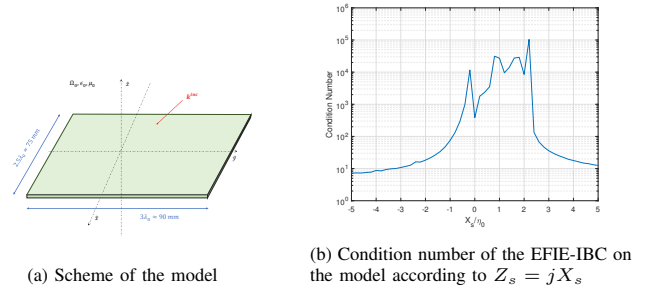 Ω₀, ϵ₀, μ₀
ẑ
k^inc
2.5λ₀ = 75 mm
ŷ
x̂
3λ₀ = 90 mm
(a) Scheme of the model
10^6
10^5
10^4
10^3
10^2
10^1
10^0
Condition Number
-5 -4 -3 -2 -1 0 1 2 3 4 5
X_s/η_0
(b) Condition number of the EFIE-IBC on
the model according to Z_s = jX_s